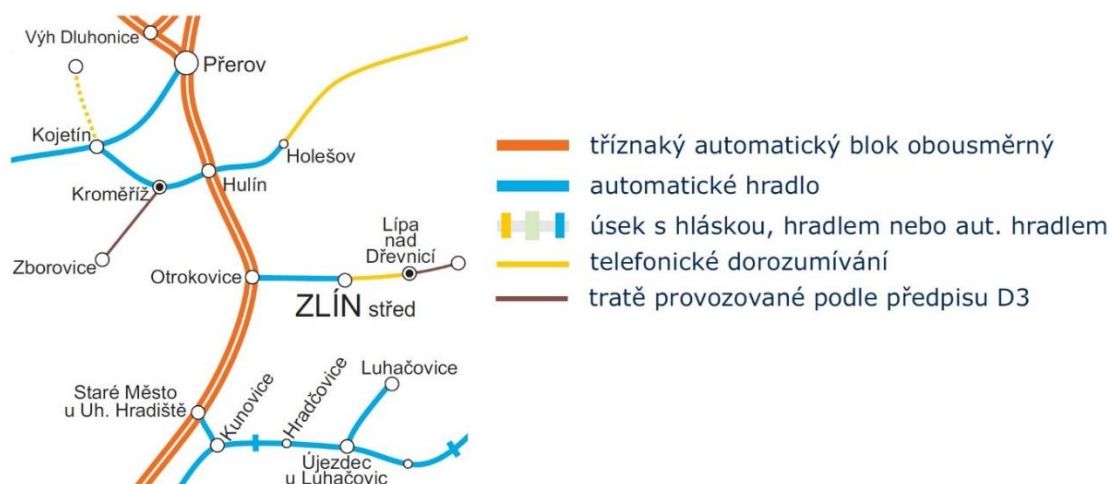 Výh Dluhonice
Přerov
Kojetín
Holešov
Kroměříž
Hulín
Lípa
nad
Dřevnicí
Zborovice
Otrokovice
ZLÍN střed
Luhačovice
Staré Město
u Uh. Hradiště
Kunovice
Hradčovice
Újezdec
u Luhačovic
tříznaký automatický blok obousměrný
automatické hradlo
úsek s hláskou, hradlem nebo aut. hradlem
telefonické dorozumívání
tratě provozované podle předpisu D3